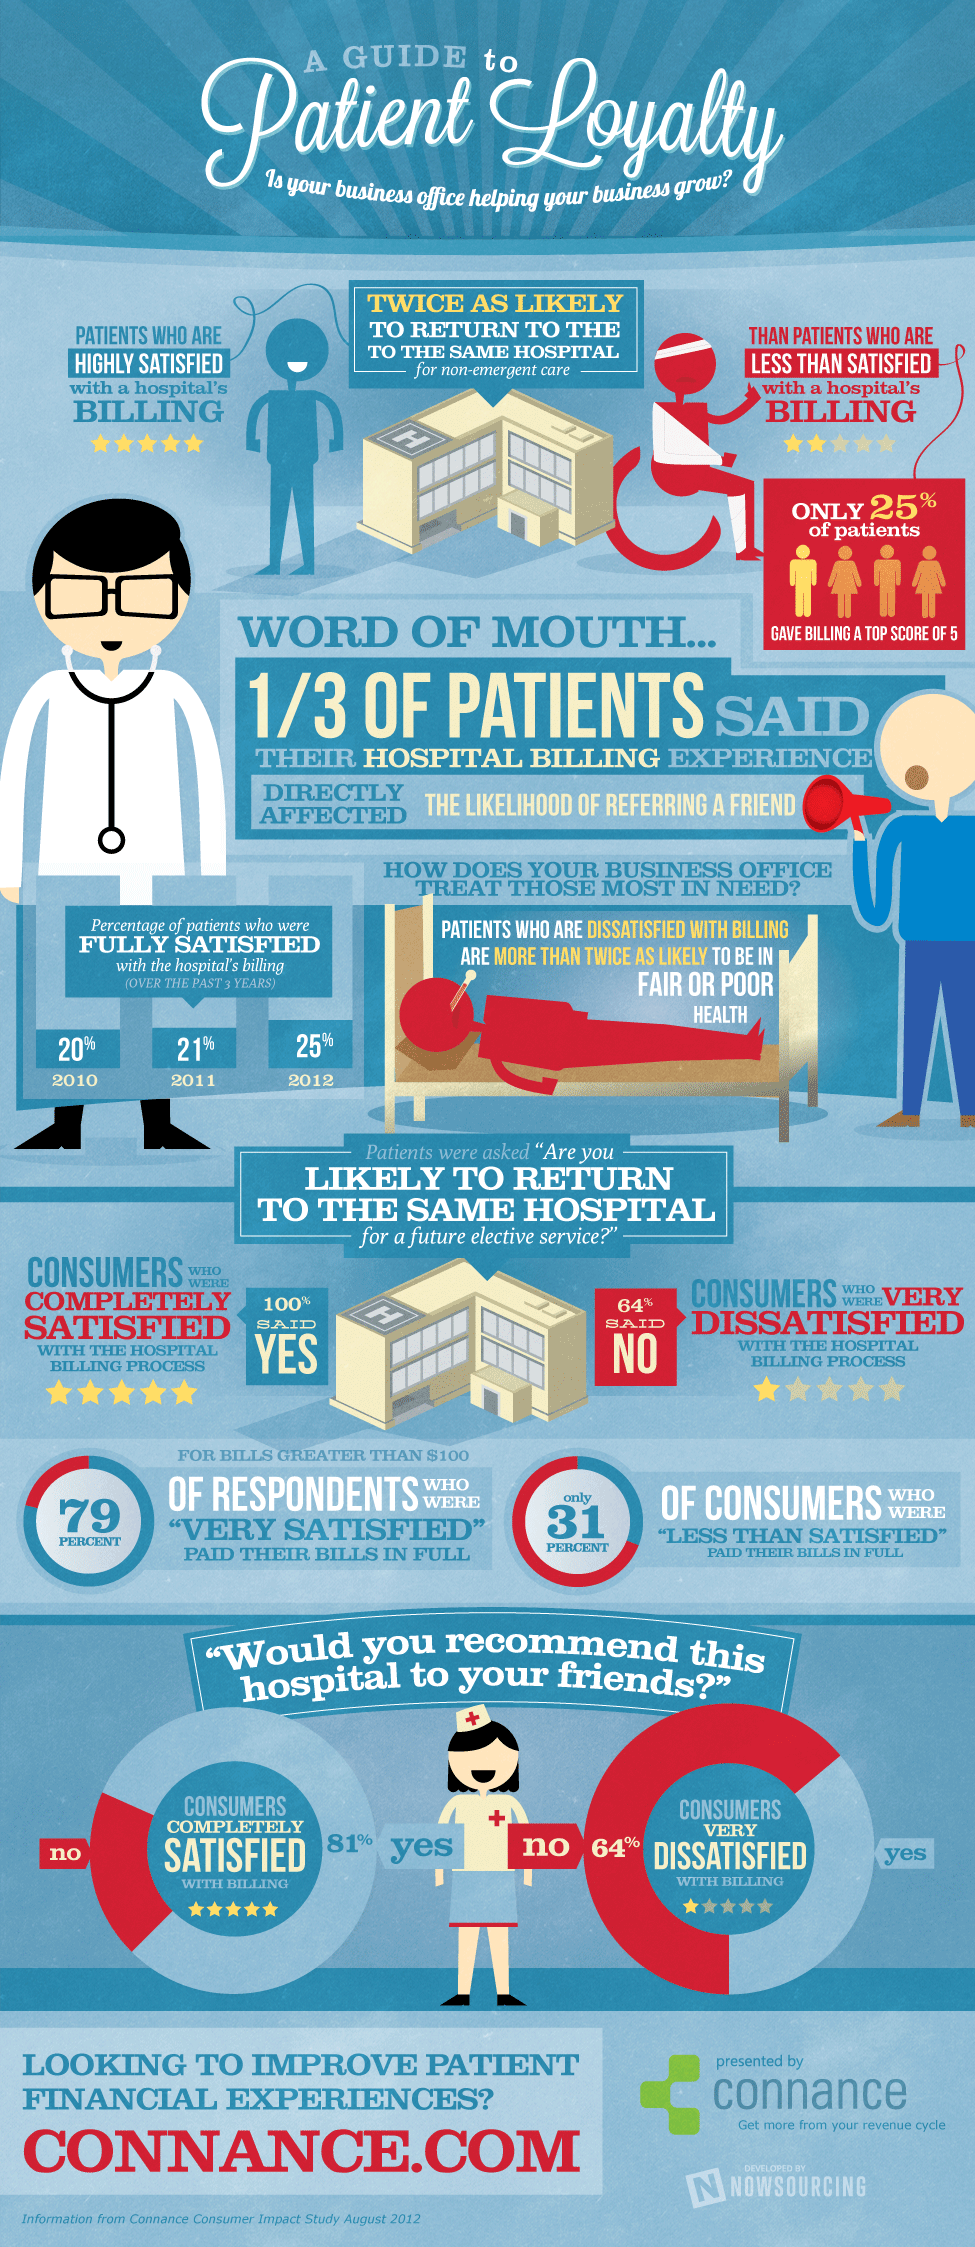 A GUIDE to
Patient Loyalty
Is your business office helping your business grow?
PATIENTS WHO ARE
HIGHLY SATISFIED
with a hospital's
BILLING
TWICE AS LIKELY
TO RETURN TO THE
TO THE SAME HOSPITAL
for non-emergent care
H
THAN PATIENTS WHO ARE
LESS THAN SATISFIED
with a hospital's
BILLING
ONLY 25%
of patients
GAVE BILLING A TOP SCORE OF 5
WORD OF MOUTH...
1/3 OF PATIENTS SAID
THEIR HOSPITAL BILLING EXPERIENCE
DIRECTLY
AFFECTED
THE LIKELIHOOD OF REFERRING A FRIEND
Percentage of patients who were
FULLY SATISFIED
with the hospital's billing
(OVER THE PAST 3 YEARS)
20%
21%
25%
2010
2011
2012
HOW DOES YOUR BUSINESS OFFICE
TREAT THOSE MOST IN NEED?
PATIENTS WHO ARE DISSATISFIED WITH BILLING
ARE MORE THAN TWICE AS LIKELY TO BE IN
FAIR OR POOR
HEALTH
Patients were asked “Are you
LIKELY TO RETURN
TO THE SAME HOSPITAL
for a future elective service?”
CONSUMERS WHO WERE
COMPLETELY
SATISFIED
WITH THE HOSPITAL
BILLING PROCESS
100%
SAID
YES
H
64%
SAID
NO
CONSUMERS WHO WERE VERY
DISSATISFIED
WITH THE HOSPITAL
BILLING PROCESS
FOR BILLS GREATER THAN $100
79
PERCENT
OF RESPONDENTS WHO WERE
“VERY SATISFIED”
PAID THEIR BILLS IN FULL
only
31
PERCENT
OF CONSUMERS WHO WERE
“LESS THAN SATISFIED”
PAID THEIR BILLS IN FULL
“Would you recommend this
hospital to your friends?”
no
CONSUMERS
COMPLETELY
SATISFIED
WITH BILLING
81%
yes
no
64%
CONSUMERS
VERY
DISSATISFIED
WITH BILLING
yes
LOOKING TO IMPROVE PATIENT
FINANCIAL EXPERIENCES?
CONNANCE.COM
presented by
connance
Get more from your revenue cycle
DEVELOPED BY
N NOWSOURCING
Information from Connance Consumer Impact Study August 2012